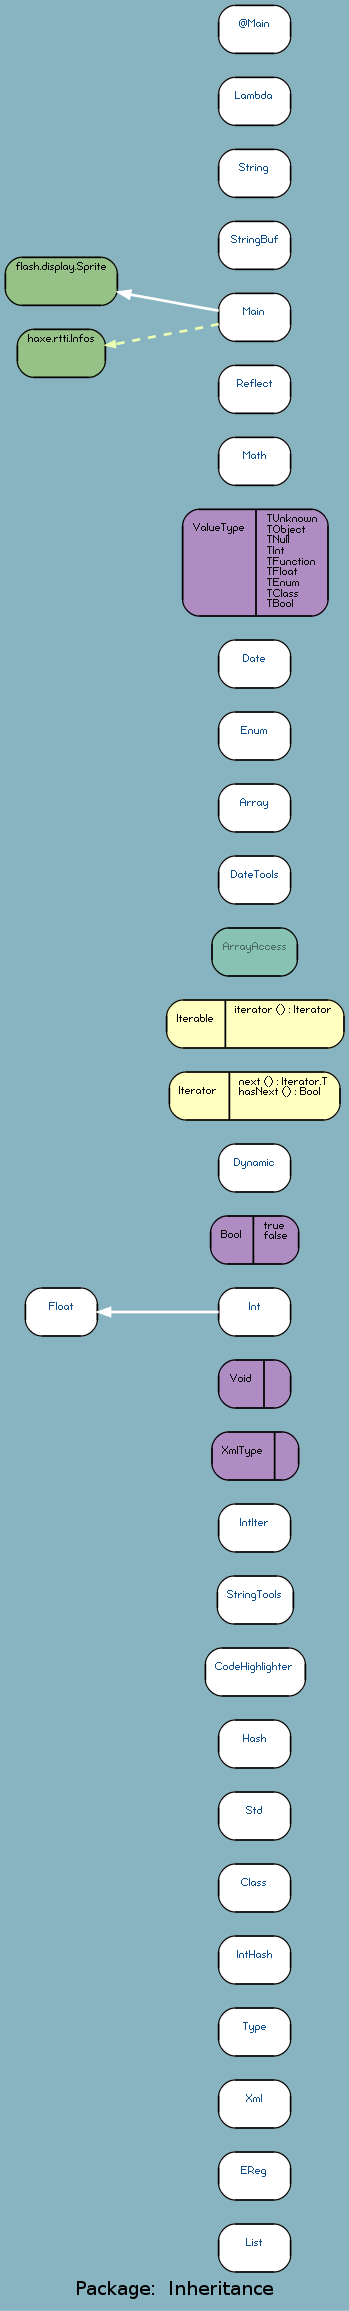 @Main
Lambda
String
StringBuf
flash.display.Sprite
Main
haxe.rtti.Infos
Reflect
Math
ValueType
TUnknown
TObject
TNull
TInt
TFunction
TFloat
TEnum
TClass
TBool
Date
Enum
Array
DateTools
ArrayAccess
Iterable
iterator () : Iterator
Iterator
next () : Iterator.T
hasNext () : Bool
Dynamic
Bool
true
false
Float
Int
Void
XmlType
IntIter
StringTools
CodeHighlighter
Hash
Std
Class
IntHash
Type
Xml
EReg
List
Package: Inheritance